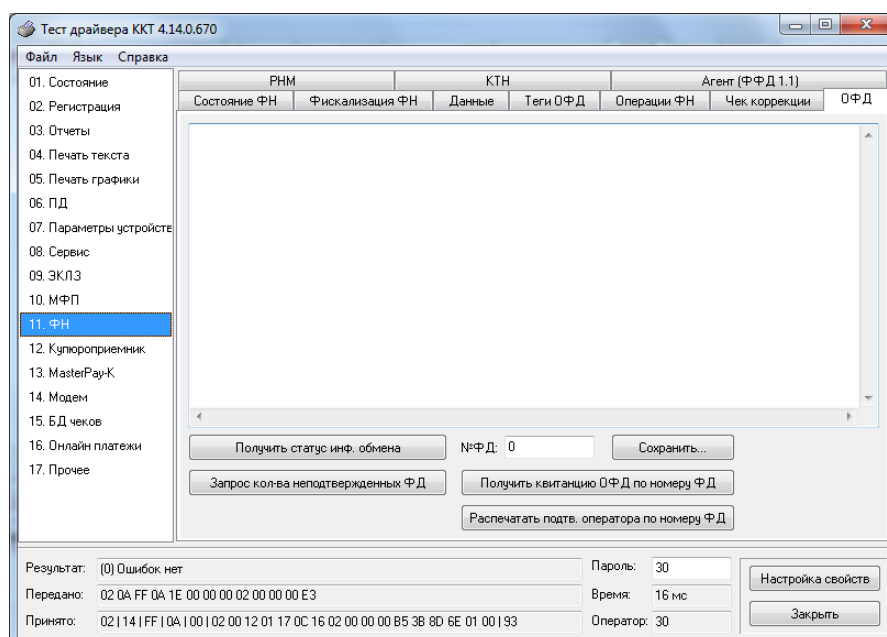 Тест драйвера ККТ 4.14.0.670
Файл Язык Справка
01. Состояние
02. Регистрация
03. Отчеты
04. Печать текста
05. Печать графики
06. ПД
07. Параметры устройств
08. Сервис
09. ЭКЛЗ
10. МФП
11. ФН
12. Купюроприемник
13. MasterPay-K
14. Модем
15. БД чеков
16. Онлайн платежи
17. Прочее
РНМ КТН Агент (ФФД 1.1)
Состояние ФН Фискализация ФН Данные Теги ОФД Операции ФН Чек коррекции ОФД
Получить статус инф. обмена №ФД: 0 Сохранить...
Запрос кол-ва неподтвержденных ФД Получить квитанцию ОФД по номеру ФД
Распечатать подтв. оператора по номеру ФД
Результат: (0) Ошибок нет Пароль: 30 Настройка свойств
Передано: 02 0A FF 0A 1E 00 00 00 02 00 00 00 E3 Время: 16 мс
Принято: 02 | 14 | FF | 0A | 00 | 02 00 12 01 17 0C 16 02 00 00 00 B5 3B 8D 6E 01 00 | 93 Оператор: 30 Закрыть